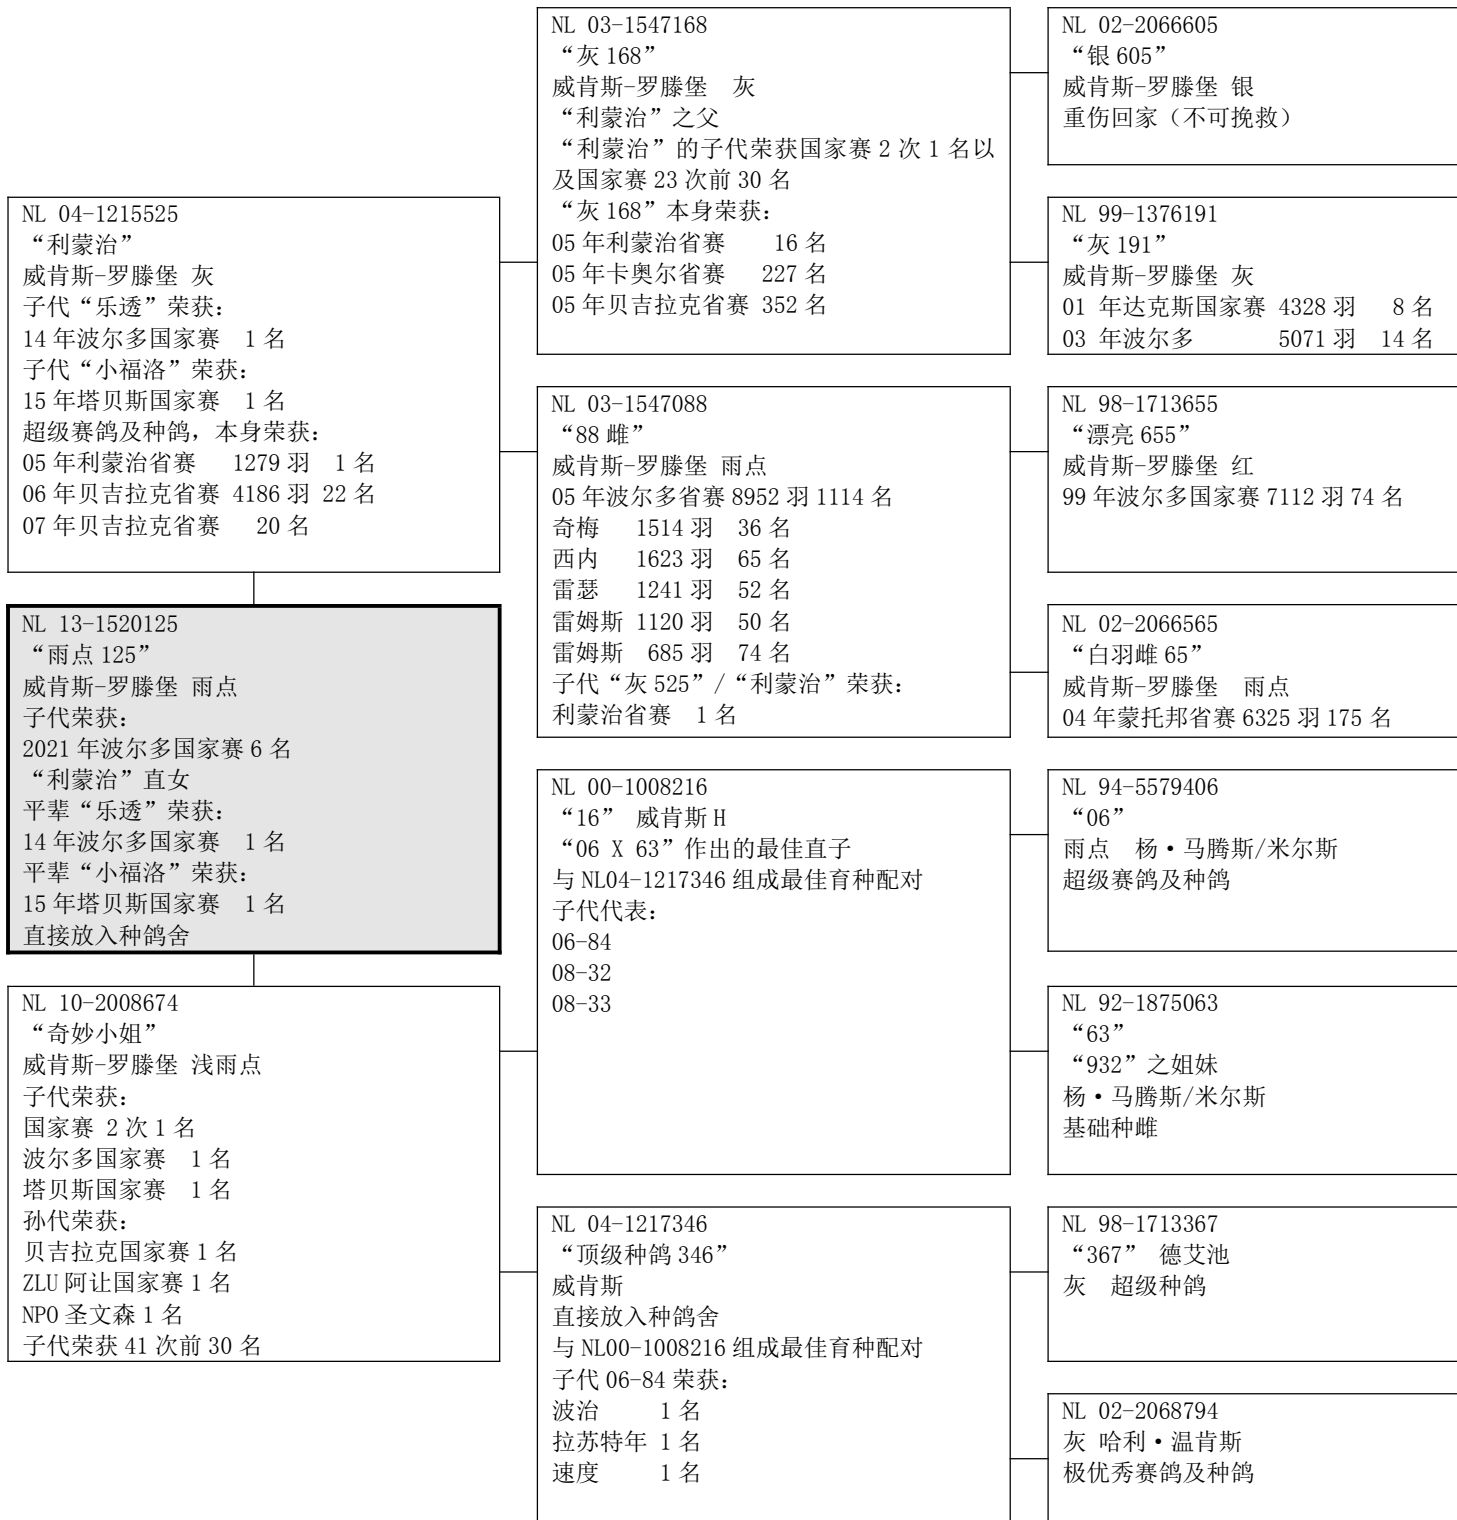 NL 04-1215525
“利蒙治”
威肯斯-罗滕堡 灰
子代“乐透”荣获：
14 年波尔多国家赛 1 名
子代“小福洛”荣获：
15 年塔贝斯国家赛 1 名
超级赛鸽及种鸽，本身荣获：
05 年利蒙治省赛 1279 羽 1 名
06 年贝吉拉克省赛 4186 羽 22 名
07 年贝吉拉克省赛 20 名
NL 13-1520125
“雨点 125”
威肯斯-罗滕堡 雨点
子代荣获：
2021 年波尔多国家赛 6 名
“利蒙治”直女
平辈“乐透”荣获：
14 年波尔多国家赛 1 名
平辈“小福洛”荣获：
15 年塔贝斯国家赛 1 名
直接放入种鸽舍
NL 10-2008674
“奇妙小姐”
威肯斯-罗滕堡 浅雨点
子代荣获：
国家赛 2 次 1 名
波尔多国家赛 1 名
塔贝斯国家赛 1 名
孙代荣获：
贝吉拉克国家赛 1 名
ZLU 阿让国家赛 1 名
NPO 圣文森 1 名
子代荣获 41 次前 30 名
NL 03-1547168
“灰 168”
威肯斯-罗滕堡 灰
“利蒙治”之父
“利蒙治”的子代荣获国家赛 2 次 1 名以
及国家赛 23 次前 30 名
“灰 168”本身荣获：
05 年利蒙治省赛 16 名
05 年卡奥尔省赛 227 名
05 年贝吉拉克省赛 352 名
NL 03-1547088
“88 雌”
威肯斯-罗滕堡 雨点
05 年波尔多省赛 8952 羽 1114 名
奇梅 1514 羽 36 名
西内 1623 羽 65 名
雷瑟 1241 羽 52 名
雷姆斯 1120 羽 50 名
雷姆斯 685 羽 74 名
子代“灰 525”/“利蒙治”荣获：
利蒙治省赛 1 名
NL 00-1008216
“16” 威肯斯 H
“06 X 63”作出的最佳直子
与 NL04-1217346 组成最佳育种配对
子代代表：
06-84
08-32
08-33
NL 04-1217346
“顶级种鸽 346”
威肯斯
直接放入种鸽舍
与 NL00-1008216 组成最佳育种配对
子代 06-84 荣获：
波治 1 名
拉苏特年 1 名
速度 1 名
NL 02-2066605
“银 605”
威肯斯-罗滕堡 银
重伤回家（不可挽救）
NL 99-1376191
“灰 191”
威肯斯-罗滕堡 灰
01 年达克斯国家赛 4328 羽 8 名
03 年波尔多 5071 羽 14 名
NL 98-1713655
“漂亮 655”
威肯斯-罗滕堡 红
99 年波尔多国家赛 7112 羽 74 名
NL 02-2066565
“白羽雌 65”
威肯斯-罗滕堡 雨点
04 年蒙托邦省赛 6325 羽 175 名
NL 94-5579406
“06”
雨点 杨·马腾斯/米尔斯
超级赛鸽及种鸽
NL 92-1875063
“63”
“932”之姐妹
杨·马腾斯/米尔斯
基础种雌
NL 98-1713367
“367” 德艾池
灰 超级种鸽
NL 02-2068794
灰 哈利·温肯斯
极优秀赛鸽及种鸽